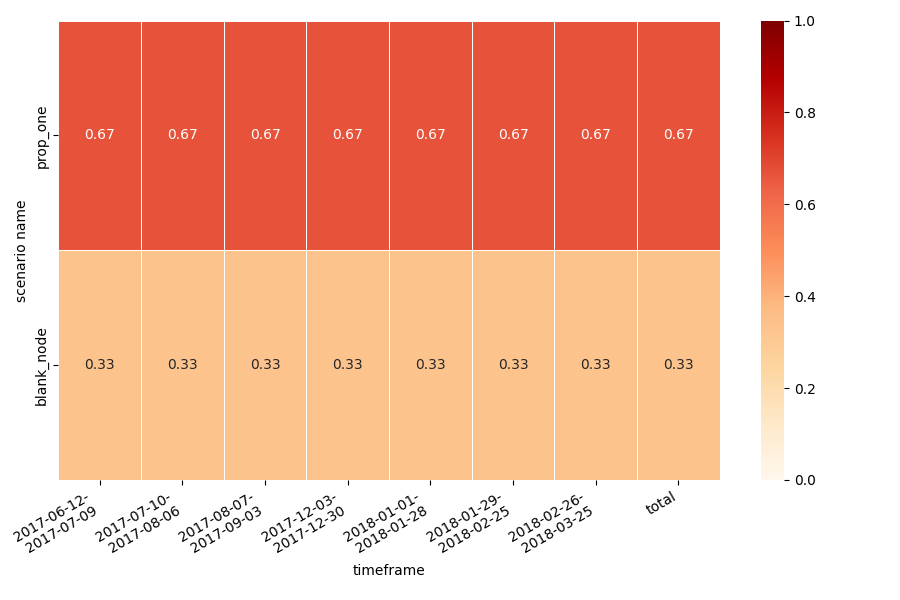 scenario name
prop_one
0.67 0.67 0.67 0.67 0.67 0.67 0.67 0.67
blank_node
0.33 0.33 0.33 0.33 0.33 0.33 0.33 0.33
2017-06-12-
2017-07-09
2017-07-10-
2017-08-06
2017-08-07-
2017-09-03
2017-12-03-
2017-12-30
2018-01-01-
2018-01-28
2018-01-29-
2018-02-25
2018-02-26-
2018-03-25
total
timeframe
1.0
0.8
0.6
0.4
0.2
0.0